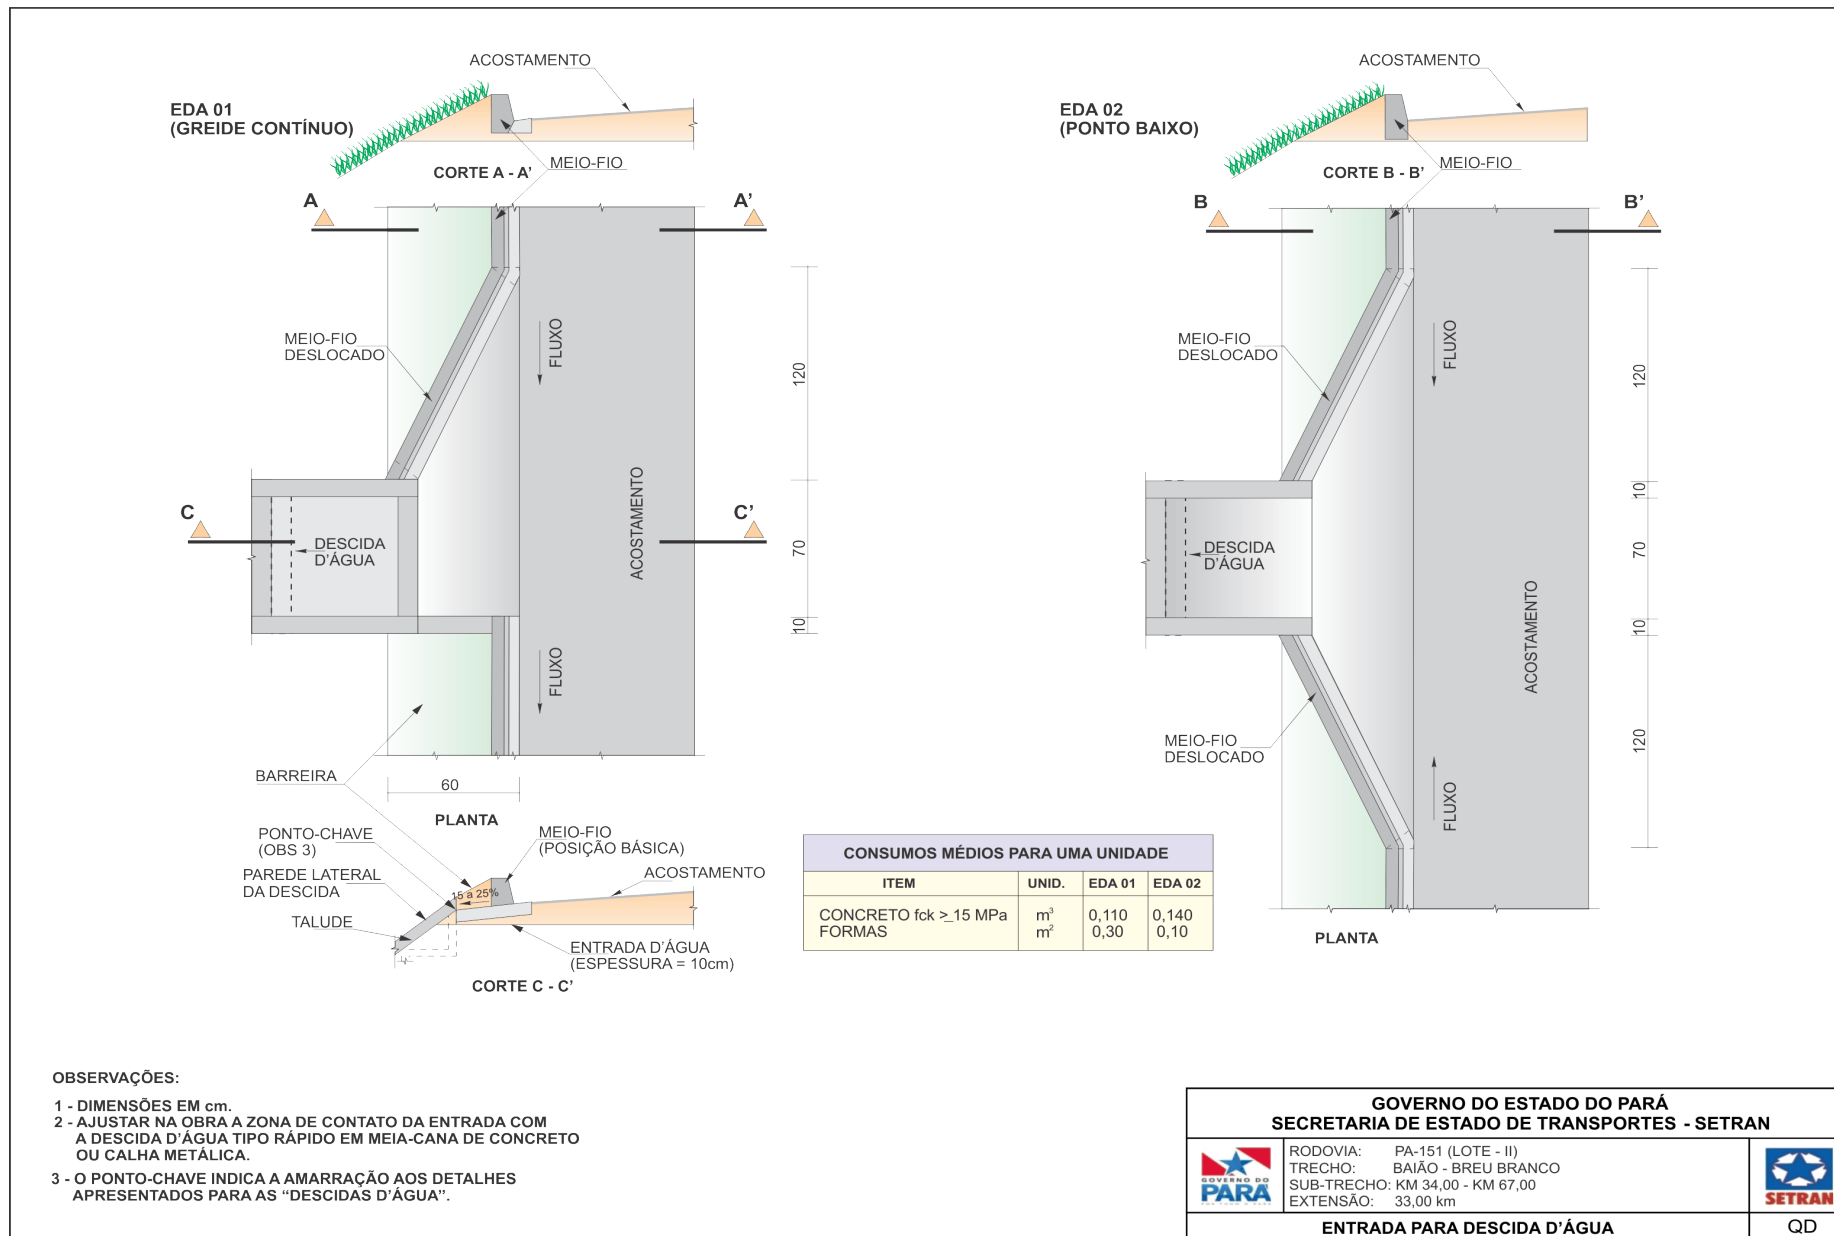 EDA 01
(GREIDE CONTÍNUO)
ACOSTAMENTO
CORTE A - A’
MEIO-FIO
A
A’
MEIO-FIO
DESLOCADO
FLUXO
120
C
C’
DESCIDA
D’ÁGUA
ACOSTAMENTO
70
10
FLUXO
BARREIRA
60
PLANTA
PONTO-CHAVE
(OBS 3)
MEIO-FIO
(POSIÇÃO BÁSICA)
PAREDE LATERAL
DA DESCIDA
15 a 25%
ACOSTAMENTO
TALUDE
ENTRADA D’ÁGUA
(ESPESSURA = 10cm)
CORTE C - C’
EDA 02
(PONTO BAIXO)
ACOSTAMENTO
CORTE B - B’
MEIO-FIO
B
B’
MEIO-FIO
DESLOCADO
FLUXO
120
10
DESCIDA
D’ÁGUA
70
10
ACOSTAMENTO
MEIO-FIO
DESLOCADO
FLUXO
120
PLANTA
CONSUMOS MÉDIOS PARA UMA UNIDADE
ITEM UNID. EDA 01 EDA 02
CONCRETO fck >_15 MPa m³ 0,110 0,140
FORMAS m² 0,30 0,10
OBSERVAÇÕES:
1 - DIMENSÕES EM cm.
2 - AJUSTAR NA OBRA A ZONA DE CONTATO DA ENTRADA COM
A DESCIDA D’ÁGUA TIPO RÁPIDO EM MEIA-CANA DE CONCRETO
OU CALHA METÁLICA.
3 - O PONTO-CHAVE INDICA A AMARRAÇÃO AOS DETALHES
APRESENTADOS PARA AS “DESCIDAS D’ÁGUA”.
GOVERNO DO ESTADO DO PARÁ
SECRETARIA DE ESTADO DE TRANSPORTES - SETRAN
GOVERNO DO
PARÁ
RODOVIA: PA-151 (LOTE - II)
TRECHO: BAIÃO - BREU BRANCO
SUB-TRECHO: KM 34,00 - KM 67,00
EXTENSÃO: 33,00 km
SETRAN
ENTRADA PARA DESCIDA D’ÁGUA
QD